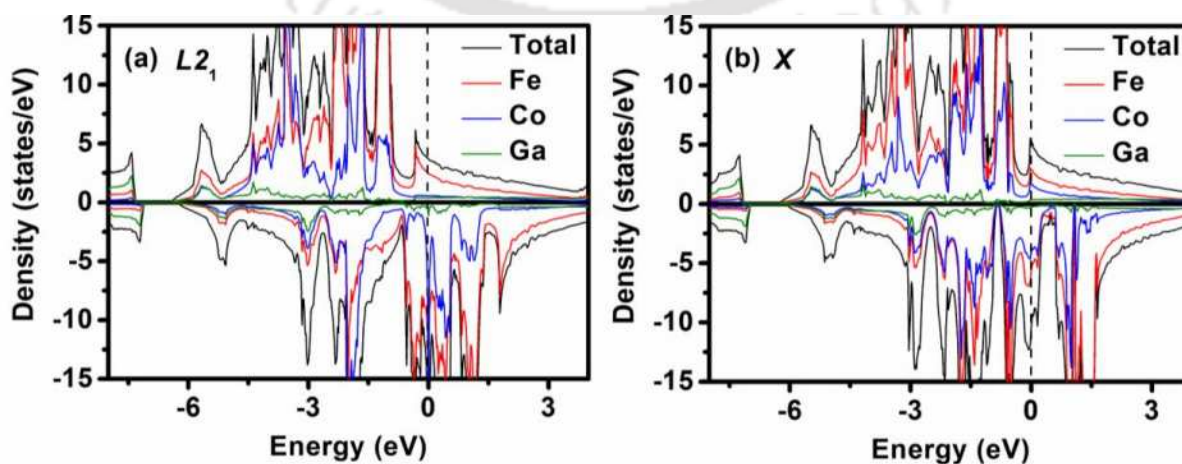 (a) L2₁
Total
Fe
Co
Ga
15
10
5
0
-5
-10
-15
Density (states/eV)
-6
-3
0
3
Energy (eV)
(b) X
Total
Fe
Co
Ga
15
10
5
0
-5
-10
-15
Density (states/eV)
-6
-3
0
3
Energy (eV)